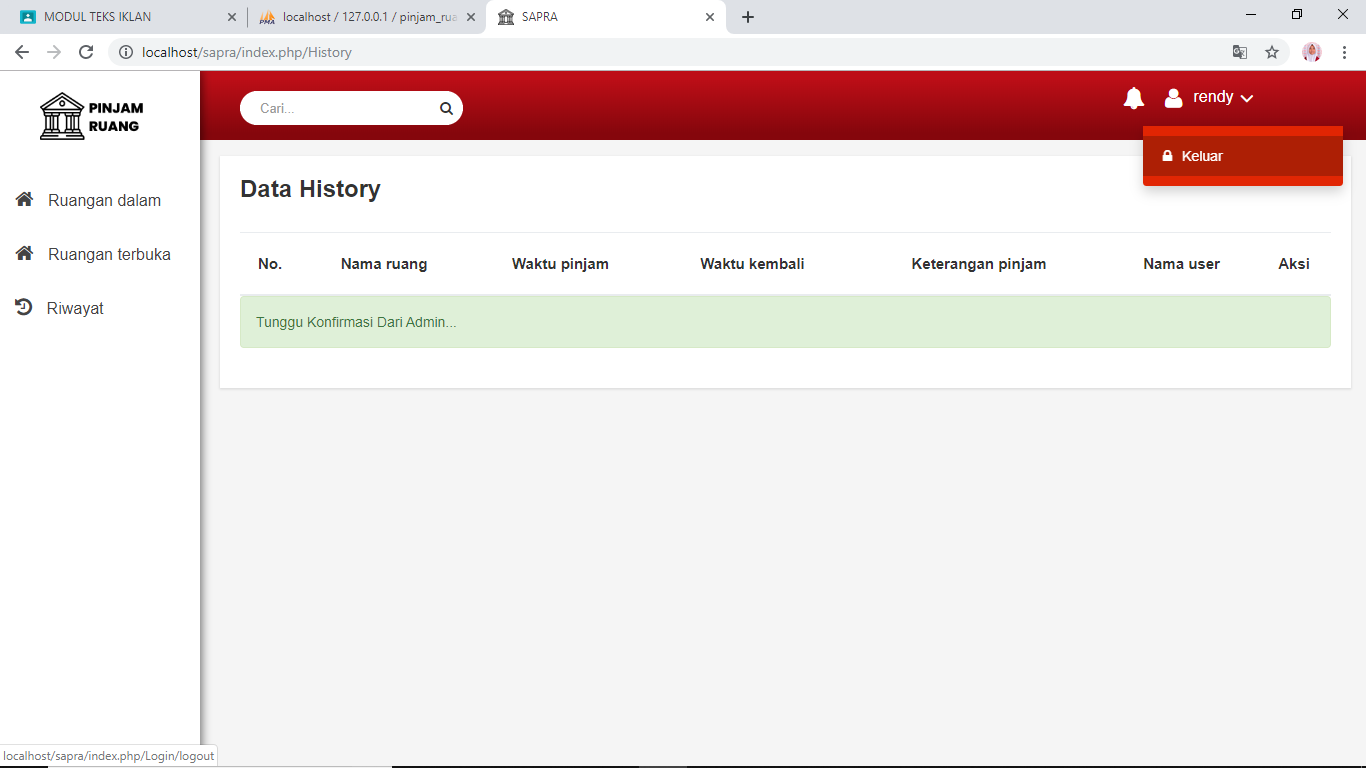 MODUL TEKS IKLAN
localhost / 127.0.0.1 / pinjam_rua
SAPRA
localhost/sapra/index.php/History
PINJAM
RUANG
Cari...
rendy
Keluar
Ruangan dalam
Ruangan terbuka
Riwayat
Data History
No. Nama ruang Waktu pinjam Waktu kembali Keterangan pinjam Nama user Aksi
Tunggu Konfirmasi Dari Admin...
localhost/sapra/index.php/Login/logout